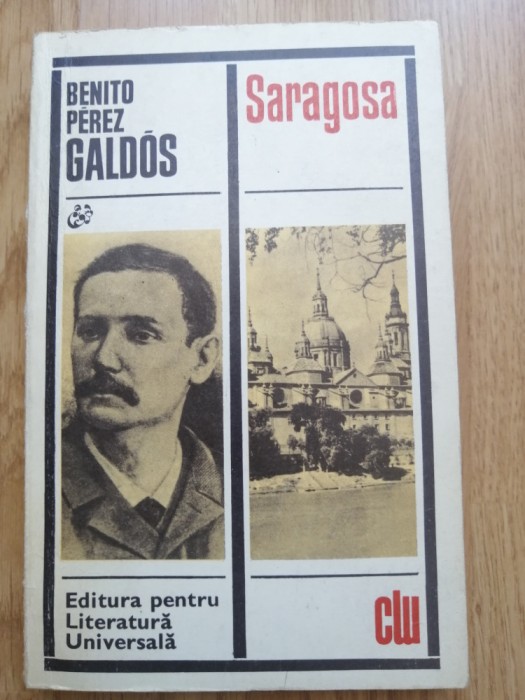 BENITO
PÉREZ
GALDÓS
Saragosa
Editura pentru
Literatură
Universală
clu